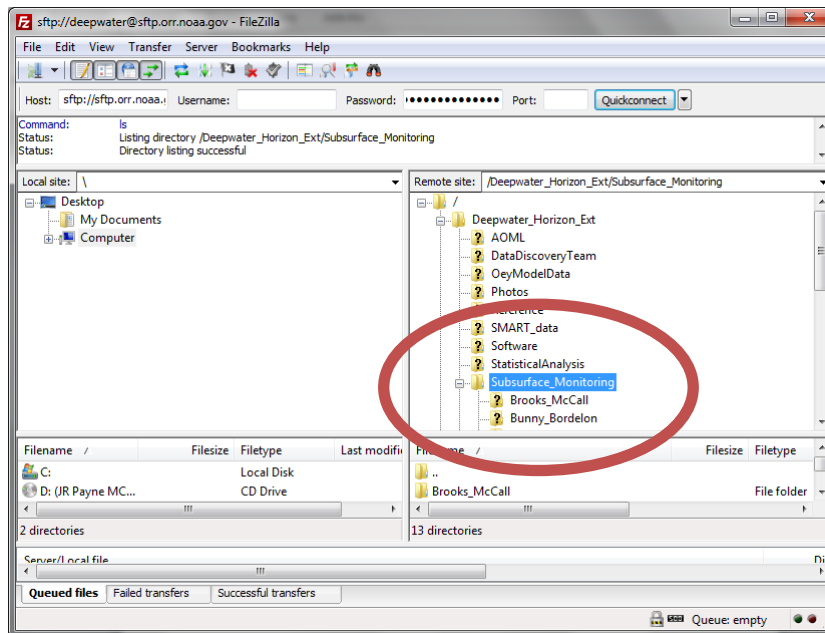 sftp://deepwater@sftp.orr.noaa.gov - FileZilla
File Edit View Transfer Server Bookmarks Help
Host: sftp://sftp.orr.noaa.g Username: Password: •••••••••••••• Port: Quickconnect
Command: ls
Status: Listing directory /Deepwater_Horizon_Ext/Subsurface_Monitoring
Status: Directory listing successful
Local site: \
Desktop
My Documents
Computer
Remote site: /Deepwater_Horizon_Ext/Subsurface_Monitoring
/
Deepwater_Horizon_Ext
AOML
DataDiscoveryTeam
OeyModelData
Photos
Reference
SMART_data
Software
StatisticalAnalysis
Subsurface_Monitoring
Brooks_McCall
Bunny_Bordelon
Filename / Filesize Filetype Last modifi
C: Local Disk
D: (JR Payne MC... CD Drive
2 directories
Filename / Filesize Filetype
..
Brooks_McCall File folder
13 directories
Server/Local file Di
Queued files Failed transfers Successful transfers
Queue: empty